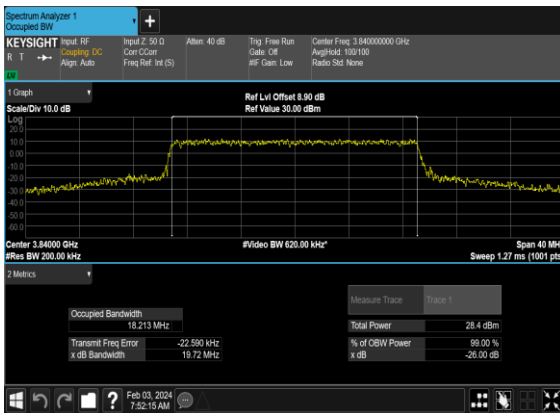 Spectrum Analyzer 1
Occupied BW
KEYSIGHT
R T
LV
Input: RF
Coupling: DC
Align: Auto
Input Z: 50 Ω
Corr CCorr
Freq Ref: Int (S)
Atten: 40 dB
Trig: Free Run
Gate: Off
#IF Gain: Low
Center Freq: 3.840000000 GHz
Avg|Hold: 100/100
Radio Std: None
1 Graph
Scale/Div 10.0 dB
Ref Lvl Offset 8.90 dB
Ref Value 30.00 dBm
Log
20.0
10.0
0.00
-10.0
-20.0
-30.0
-40.0
-50.0
-60.0
Center 3.84000 GHz
#Res BW 200.00 kHz
#Video BW 620.00 kHz*
Span 40 MH
Sweep 1.27 ms (1001 pts
2 Metrics
Occupied Bandwidth
18.213 MHz
Transmit Freq Error -22.590 kHz
x dB Bandwidth 19.72 MHz
Measure Trace Trace 1
Total Power 28.4 dBm
% of OBW Power 99.00 %
x dB -26.00 dB
Feb 03, 2024
7:52:15 AM